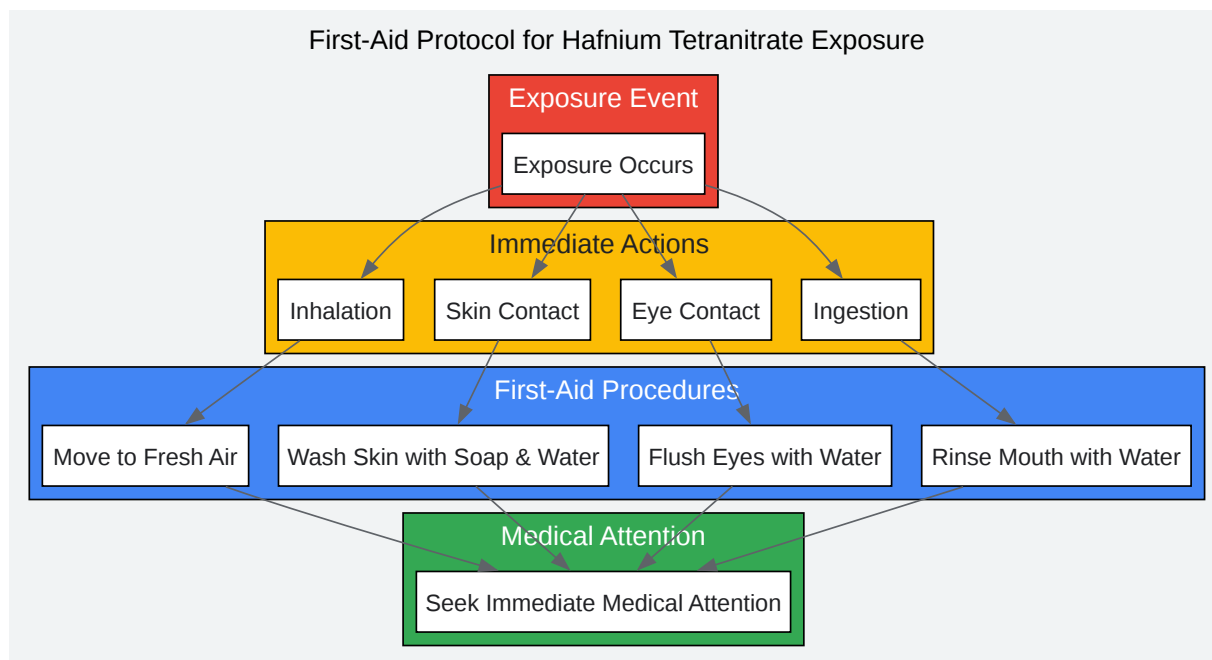 First-Aid Protocol for Hafnium Tetranitrate Exposure
Exposure Event
Exposure Occurs
Immediate Actions
Inhalation
Skin Contact
Eye Contact
Ingestion
First-Aid Procedures
Move to Fresh Air
Wash Skin with Soap & Water
Flush Eyes with Water
Rinse Mouth with Water
Medical Attention
Seek Immediate Medical Attention